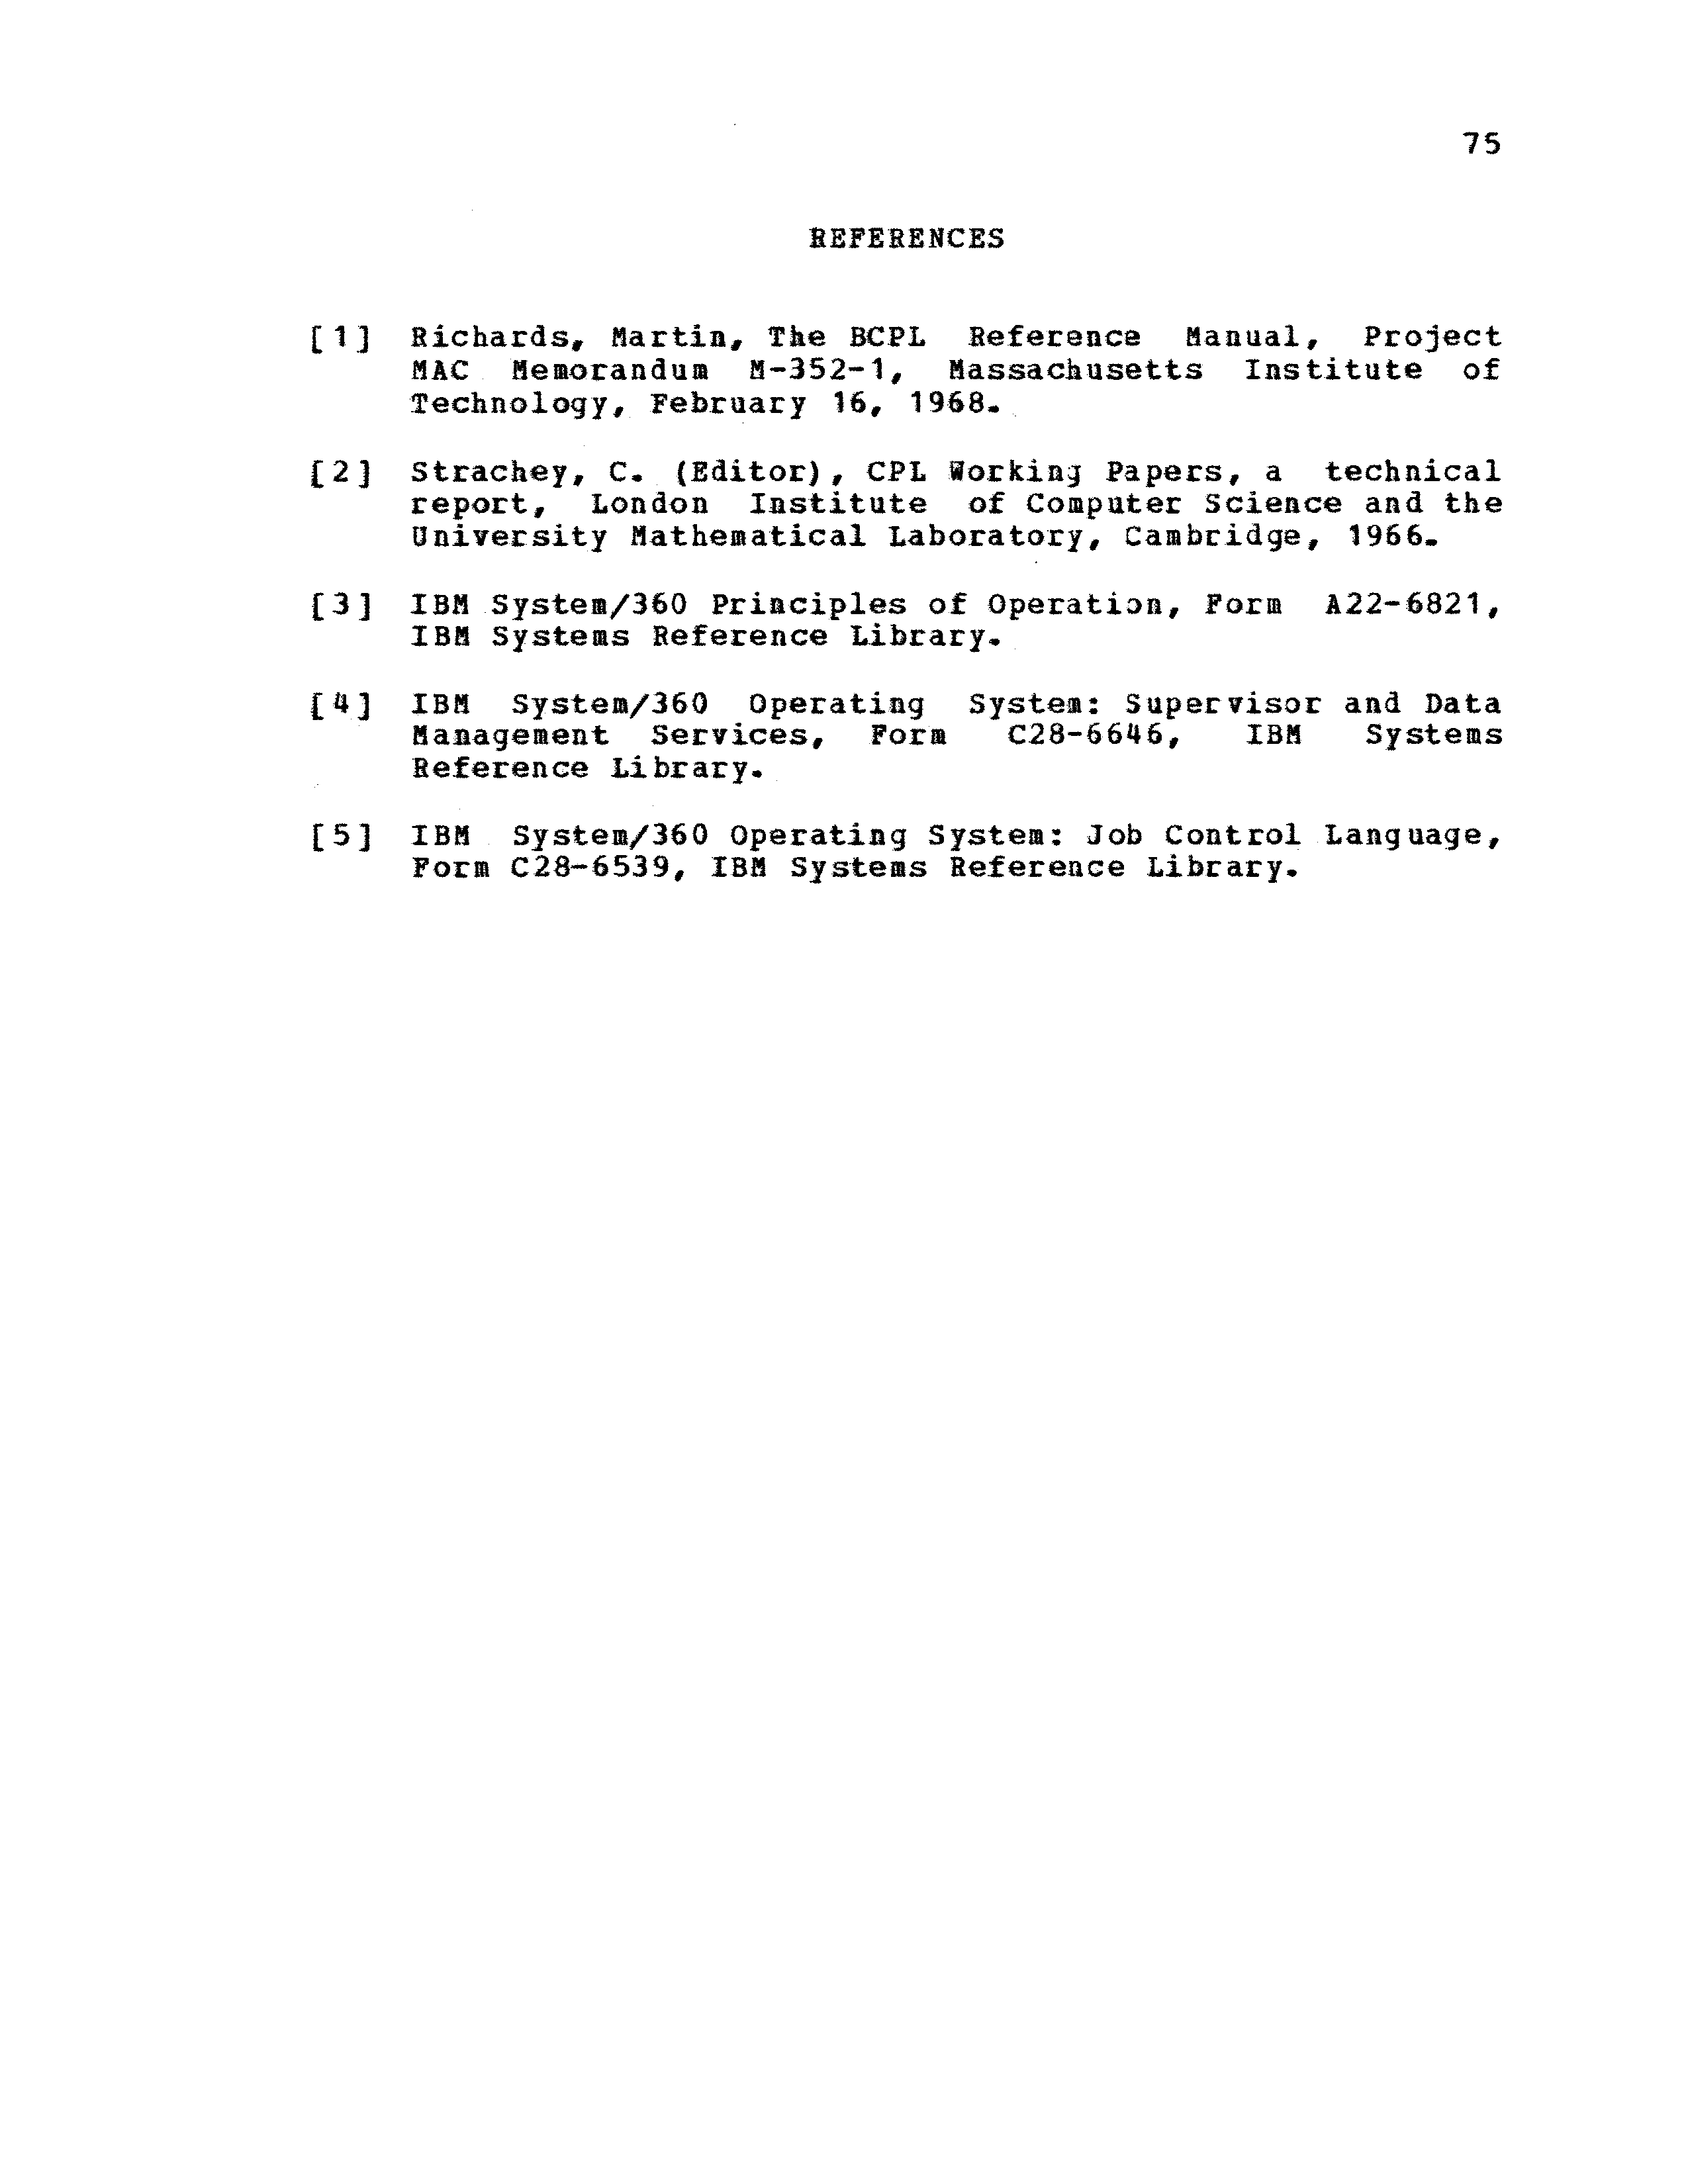 75
REFERENCES
[1] Richards, Martin, The BCPL Reference Manual, Project
MAC Memorandum M-352-1, Massachusetts Institute of
Technology, February 16, 1968.
[2] Strachey, C. (Editor), CPL Working Papers, a technical
report, London Institute of Computer Science and the
University Mathematical Laboratory, Cambridge, 1966.
[3] IBM System/360 Principles of Operation, Form A22-6821,
IBM Systems Reference Library.
[4] IBM System/360 Operating System: Supervisor and Data
Management Services, Form C28-6646, IBM Systems
Reference Library.
[5] IBM System/360 Operating System: Job Control Language,
Form C28-6539, IBM Systems Reference Library.